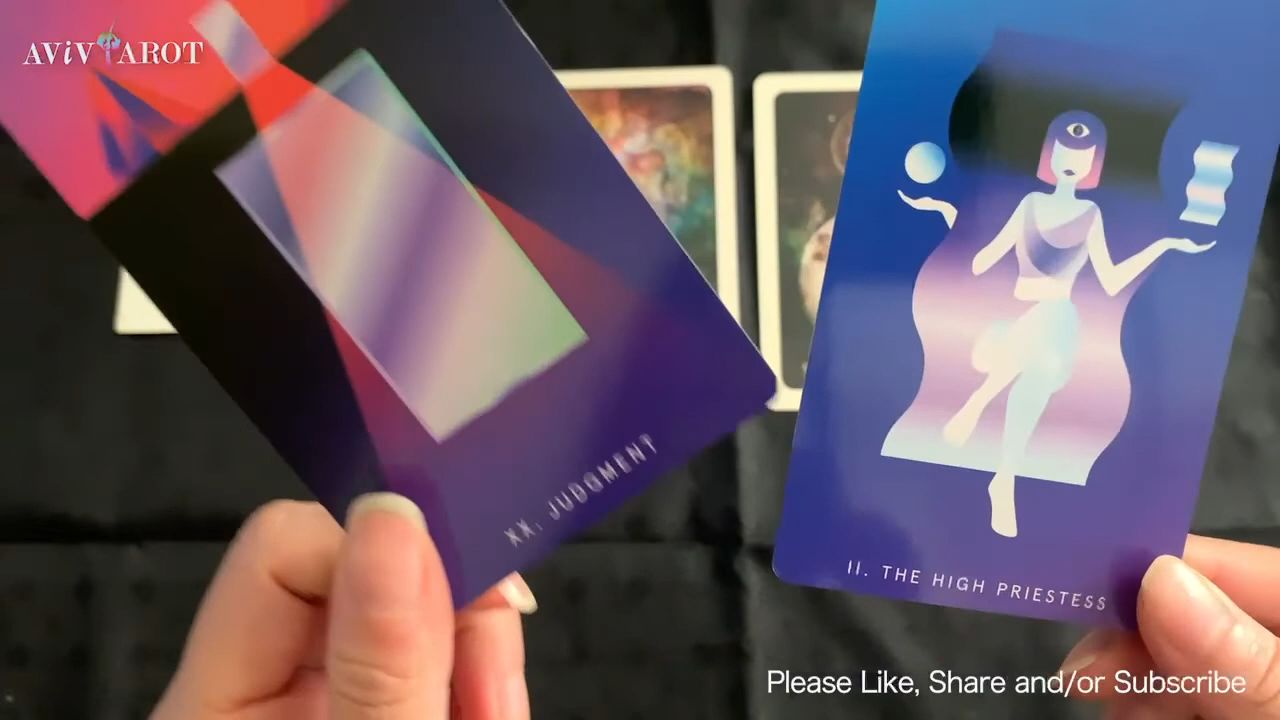 AViVTAROT
XX. JUDGMENT
II. THE HIGH PRIESTESS
Please Like, Share and/or Subscribe